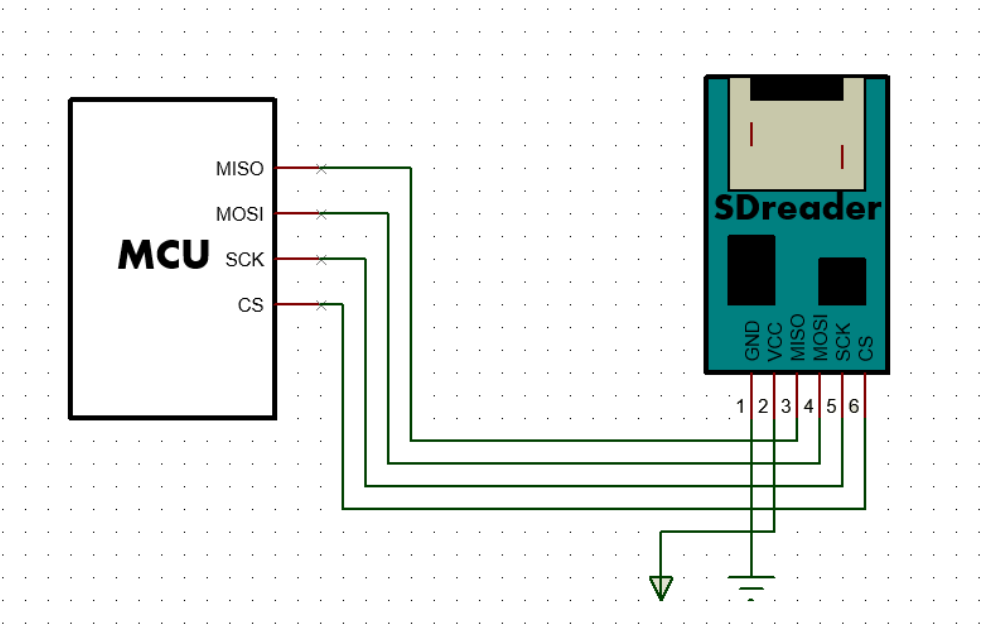 MISO
MOSI
MCU
SCK
CS
SDreader
GND
VCC
MISO
MOSI
SCK
CS
1
2
3
4
5
6